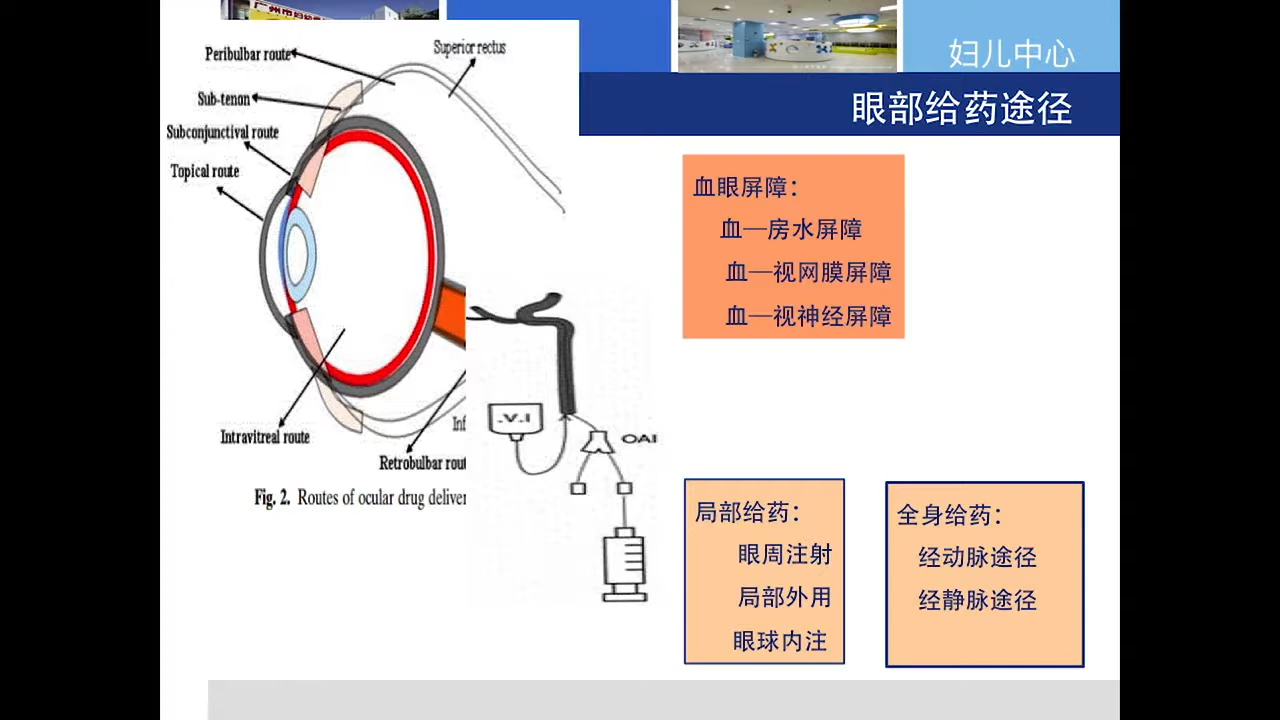 妇儿中心
眼部给药途径
Peribulbar route
Superior rectus
Sub-tenon
Subconjunctival route
Topical route
Intravitreal route
Retrobulbar rout
Fig. 2. Routes of ocular drug deliver
I.V.
OAI
血眼屏障：
血—房水屏障
血—视网膜屏障
血—视神经屏障
局部给药：
眼周注射
局部外用
眼球内注
全身给药：
经动脉途径
经静脉途径